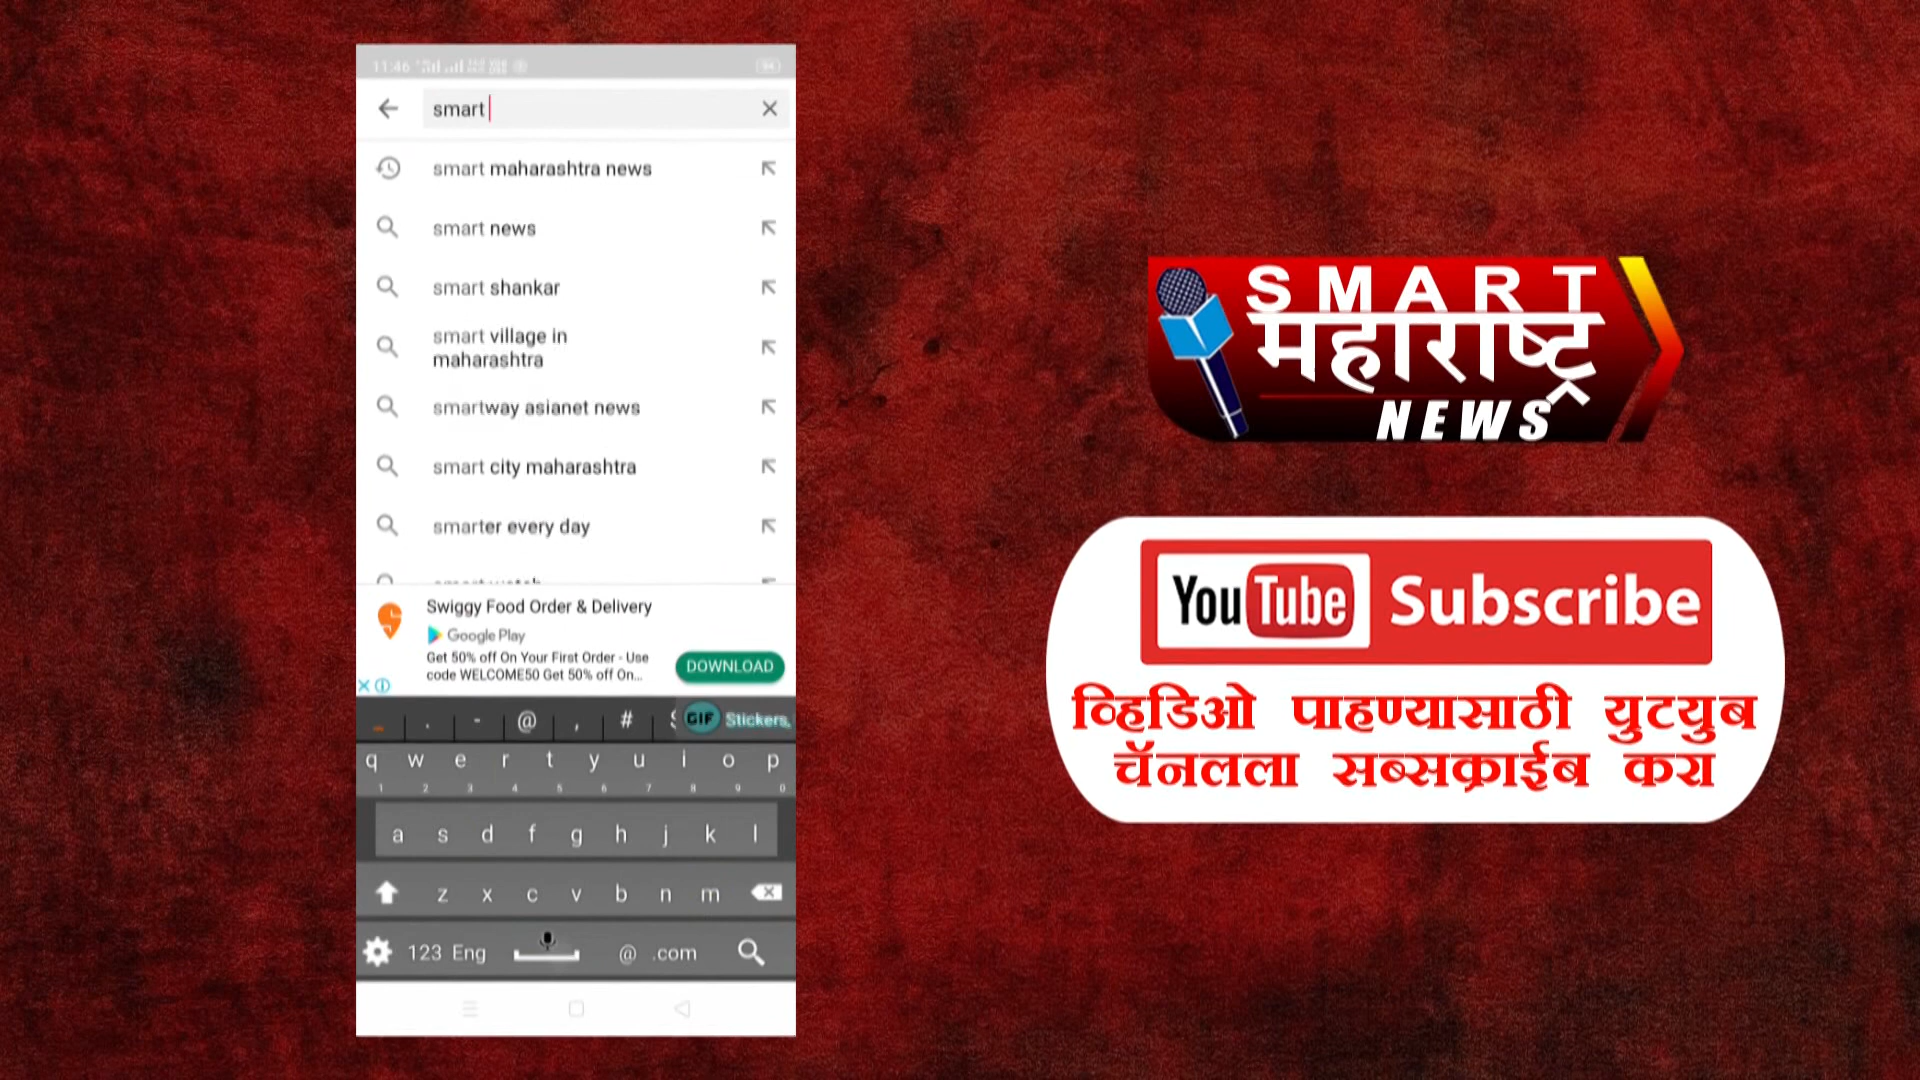 11:46
smart
smart maharashtra news
smart news
smart shankar
smart village in
maharashtra
smartway asianet news
smart city maharashtra
smarter every day
Swiggy Food Order & Delivery
Google Play
Get 50% off On Your First Order - Use
code WELCOME50 Get 50% off On...
DOWNLOAD
_ . - @ , # GIF Stickers
q w e r t y u i o p
1 2 3 4 5 6 7 8 9 0
a s d f g h j k l
z x c v b n m
123 Eng @ .com
SMART
महाराष्ट्र
NEWS
YouTube Subscribe
व्हिडिओ पाहण्यासाठी युटयुब
चॅनलला सब्सक्राईब करा